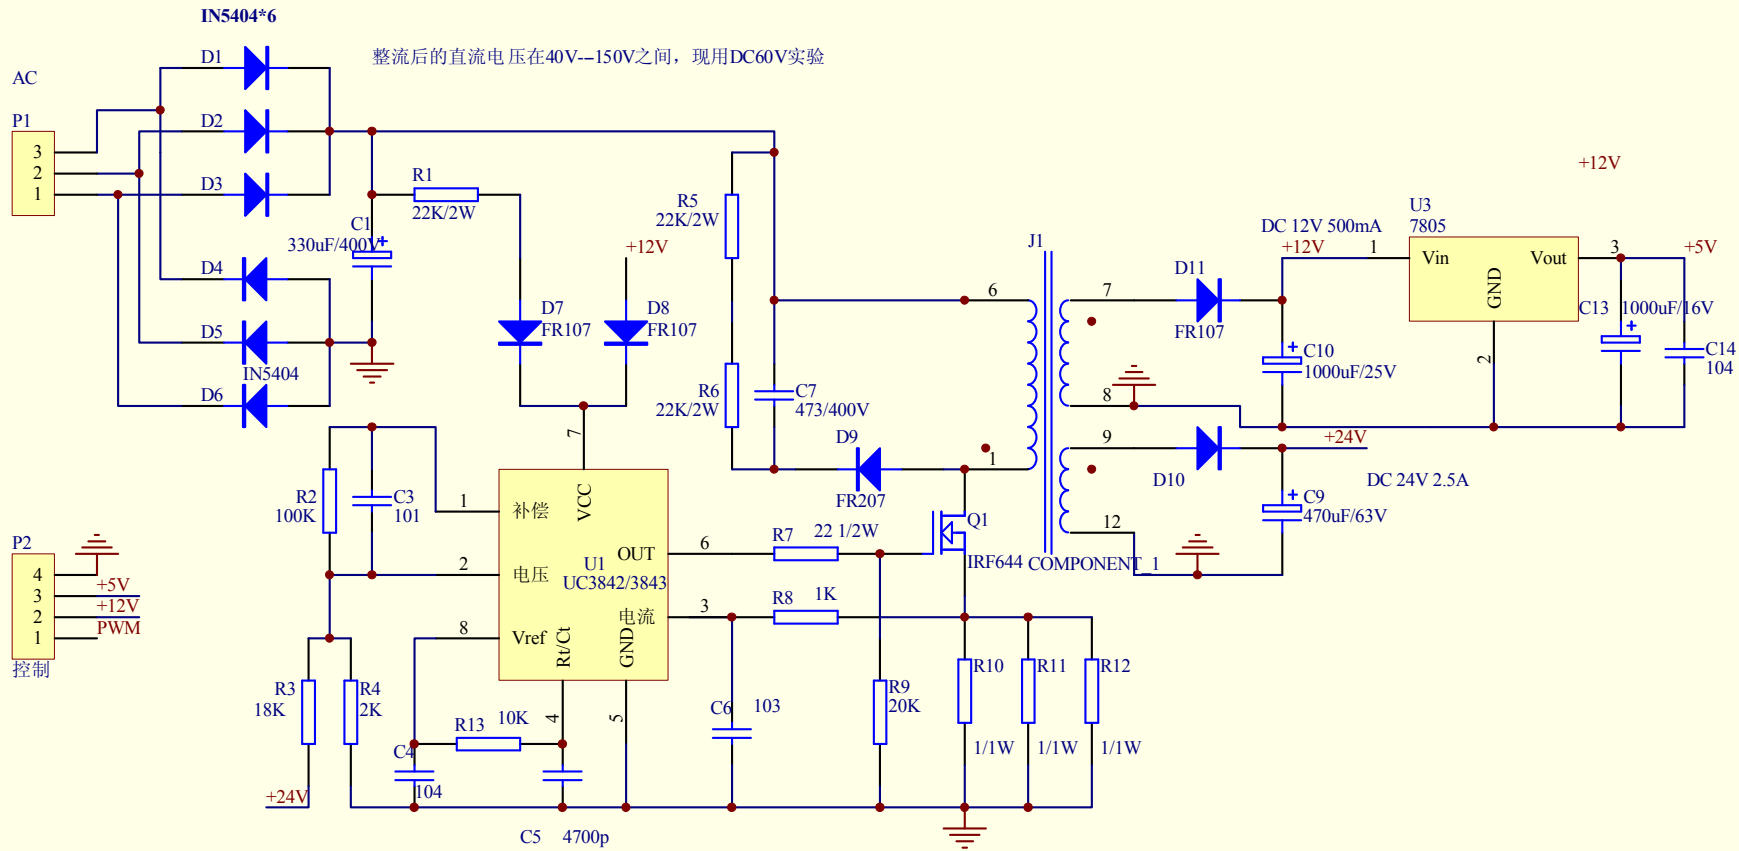 IN5404*6
整流后的直流电压在40V---150V之间，现用DC60V实验
AC
P1
3
2
1
D1
D2
D3
D4
D5
IN5404
D6
C1
330uF/400V
R1
22K/2W
+12V
D7
FR107
D8
FR107
R5
22K/2W
R6
22K/2W
C7
473/400V
D9
FR207
J1
6
1
7
8
9
12
COMPONENT_1
D11
FR107
D10
DC 12V 500mA
+12V
C10
1000uF/25V
+24V
DC 24V 2.5A
C9
470uF/63V
+12V
U3
7805
1
Vin
Vout
3
GND
2
+5V
C13
1000uF/16V
C14
104
R2
100K
C3
101
1
补偿
2
电压
8
Vref
7
VCC
U1
UC3842/3843
OUT
6
电流
3
Rt/Ct
4
GND
5
R7
22 1/2W
R8
1K
Q1
IRF644
R9
20K
R10
1/1W
R11
1/1W
R12
1/1W
C6
103
R13
10K
C4
104
C5
4700p
R3
18K
R4
2K
+24V
P2
4
3
2
1
+5V
+12V
PWM
控制